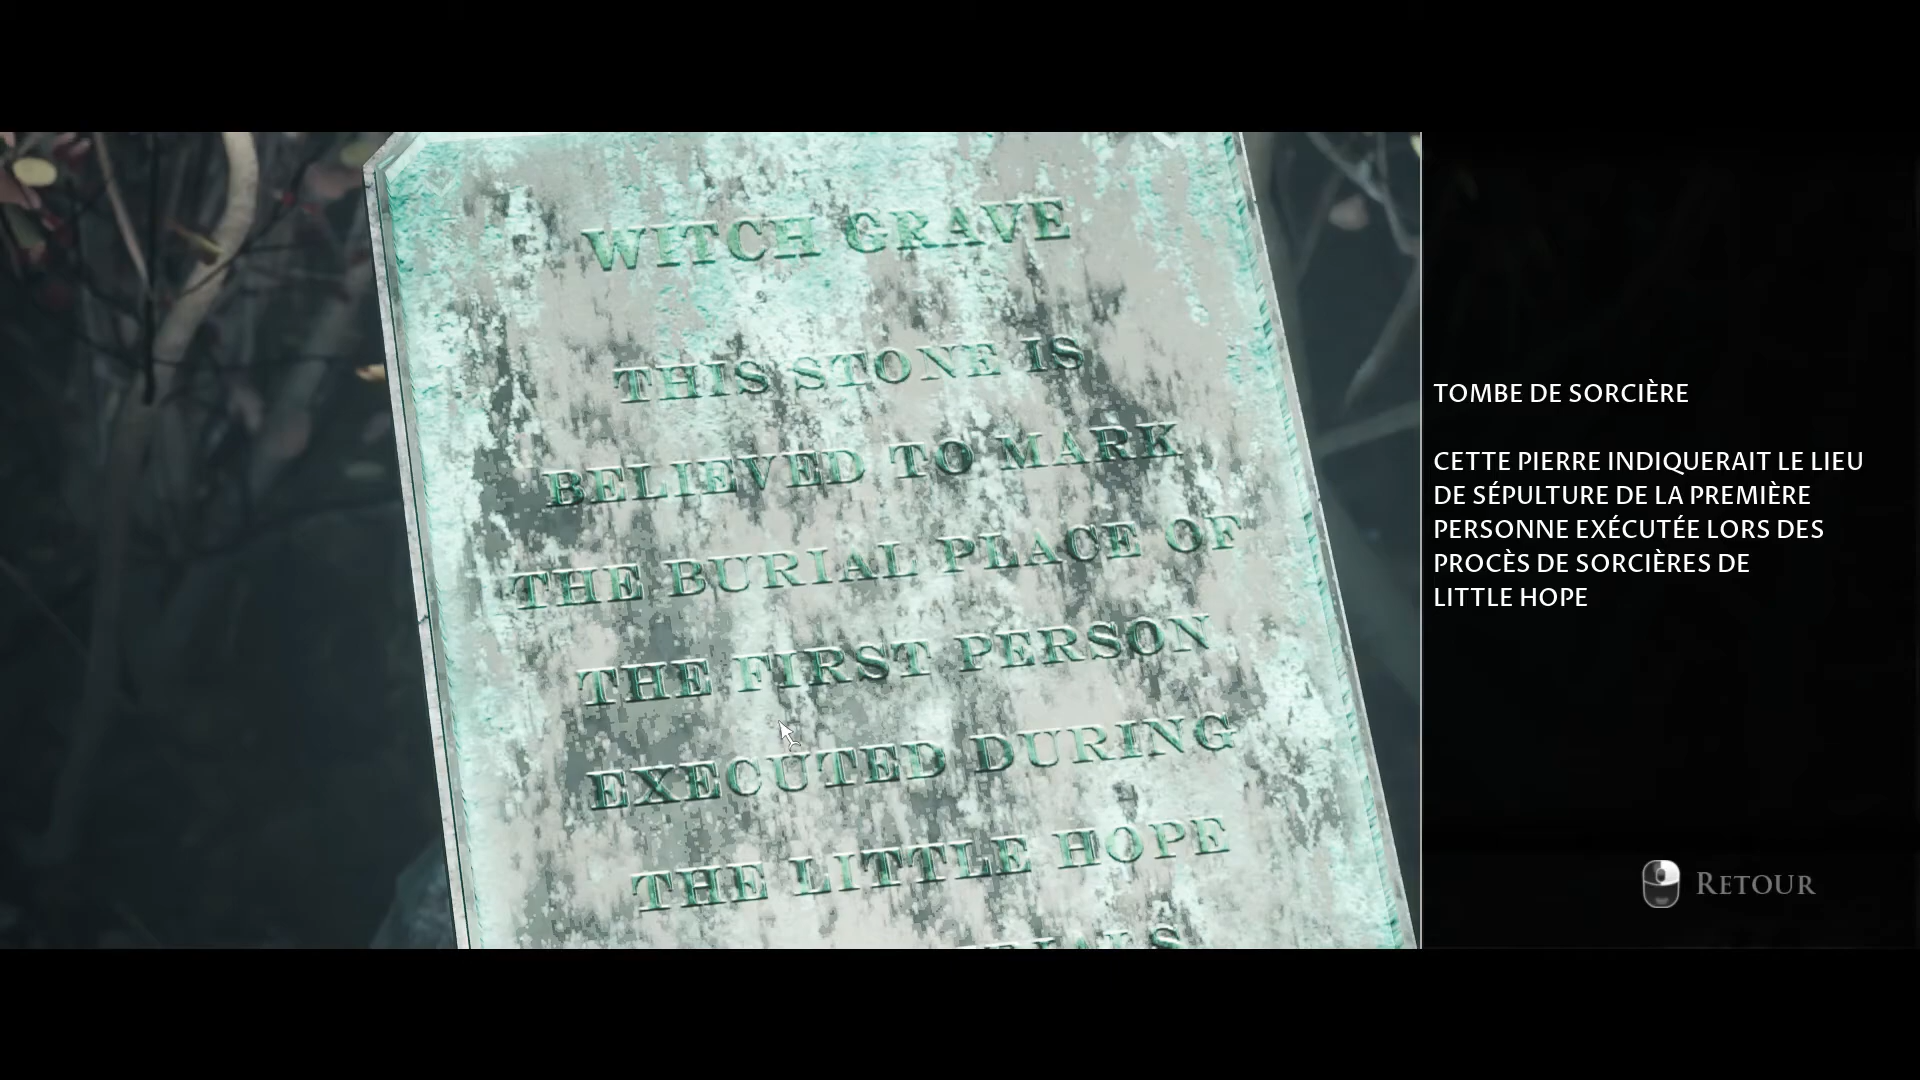 WITCH GRAVE
THIS STONE IS
BELIEVED TO MARK
THE BURIAL PLACE OF
THE FIRST PERSON
EXECUTED DURING
THE LITTLE HOPE
TOMBE DE SORCIÈRE
CETTE PIERRE INDIQUERAIT LE LIEU
DE SÉPULTURE DE LA PREMIÈRE
PERSONNE EXÉCUTÉE LORS DES
PROCÈS DE SORCIÈRES DE
LITTLE HOPE
RETOUR